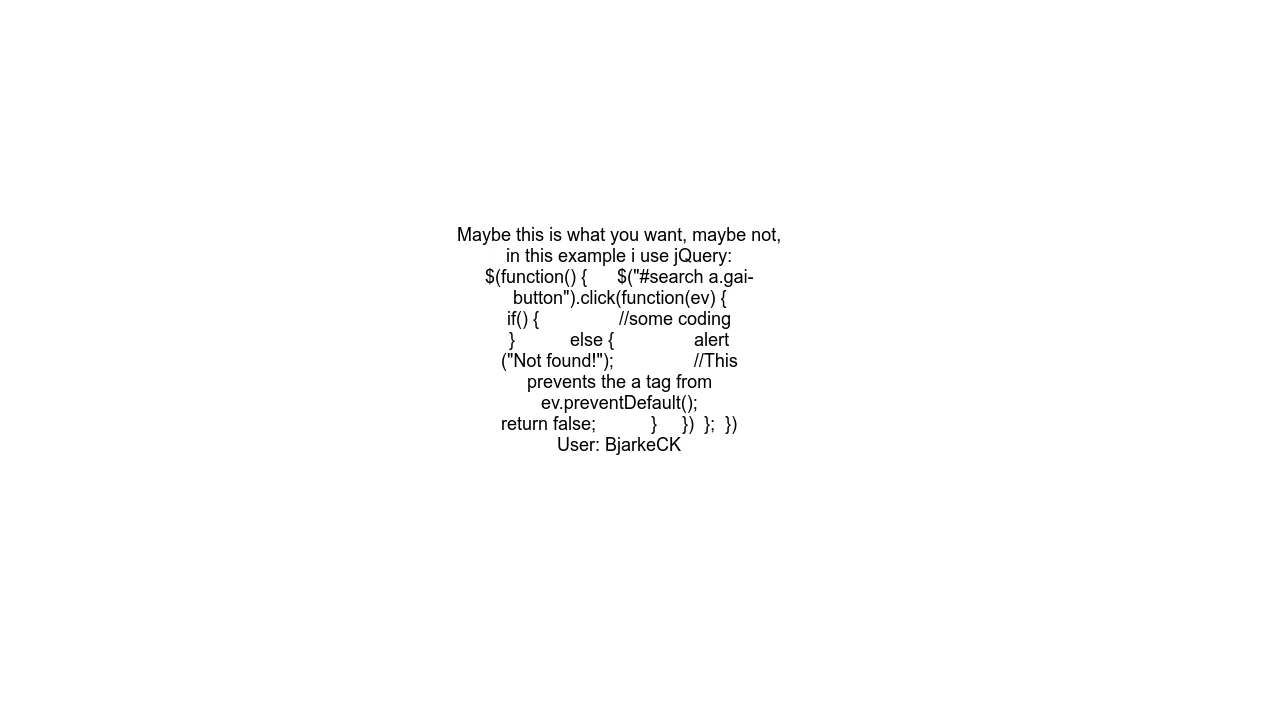 Maybe this is what you want, maybe not,
in this example i use jQuery:
$(function() {      $("#search a.gai-
button").click(function(ev) {
if() {                //some coding
}           else {                alert
("Not found!");                //This
prevents the a tag from
ev.preventDefault();
return false;           }     })  };  })
User: BjarkeCK